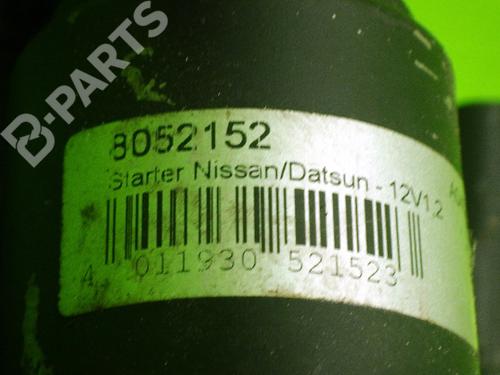 B-PARTS
8052152
Starter Nissan/Datsun - 12V1,2
4 011930 521523